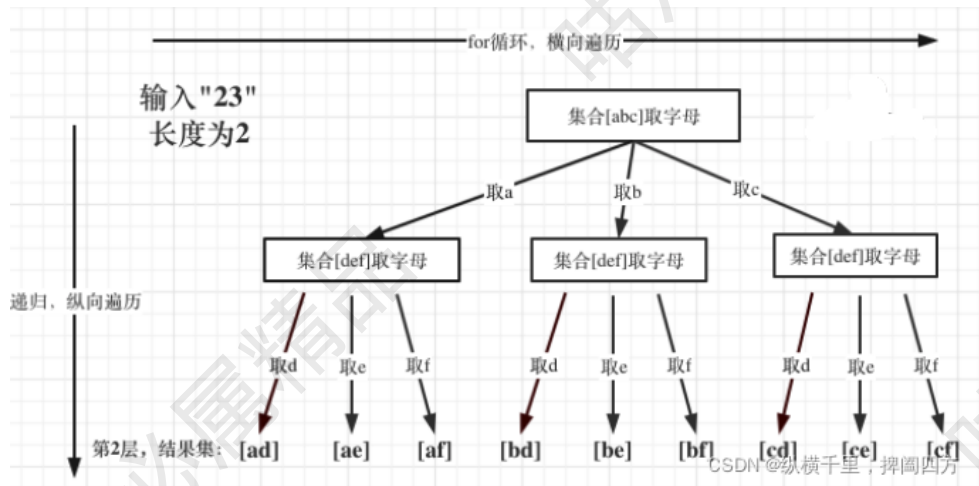 for循环，横向遍历
输入"23"
长度为2
集合[abc]取字母
取a 取b 取c
集合[def]取字母 集合[def]取字母 集合[def]取字母
递归，纵向遍历
取d 取e 取f 取d 取e 取f 取d 取e 取f
第2层，结果集: [ad] [ae] [af] [bd] [be] [bf] [cd] [ce] [cf]
CSDN @纵横千里，捭阖四方
必属精品